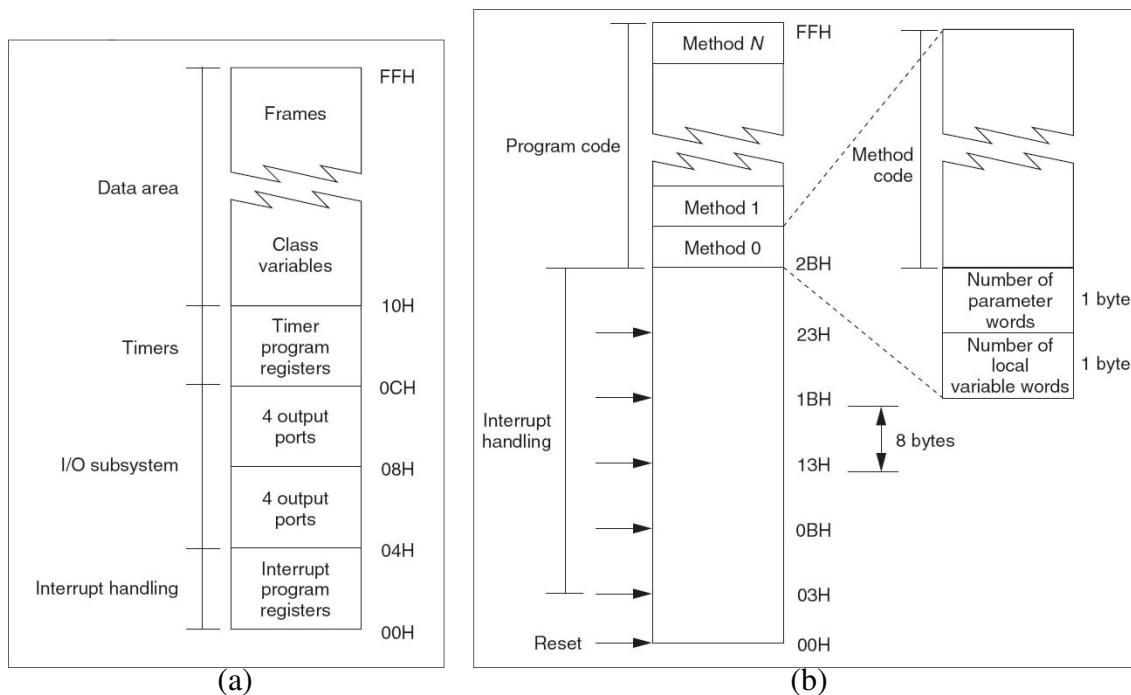 FFH
Frames
Data area
Class
variables
10H
Timers
Timer
program
registers
0CH
4 output
ports
I/O subsystem
08H
4 output
ports
04H
Interrupt handling
Interrupt
program
registers
00H
(a)
Method N
FFH
Program code
Method 1
Method 0
2BH
23H
1BH
Interrupt
handling
13H
0BH
03H
Reset
00H
Method
code
Number of
parameter
words
1 byte
Number of
local
variable words
1 byte
8 bytes
(b)